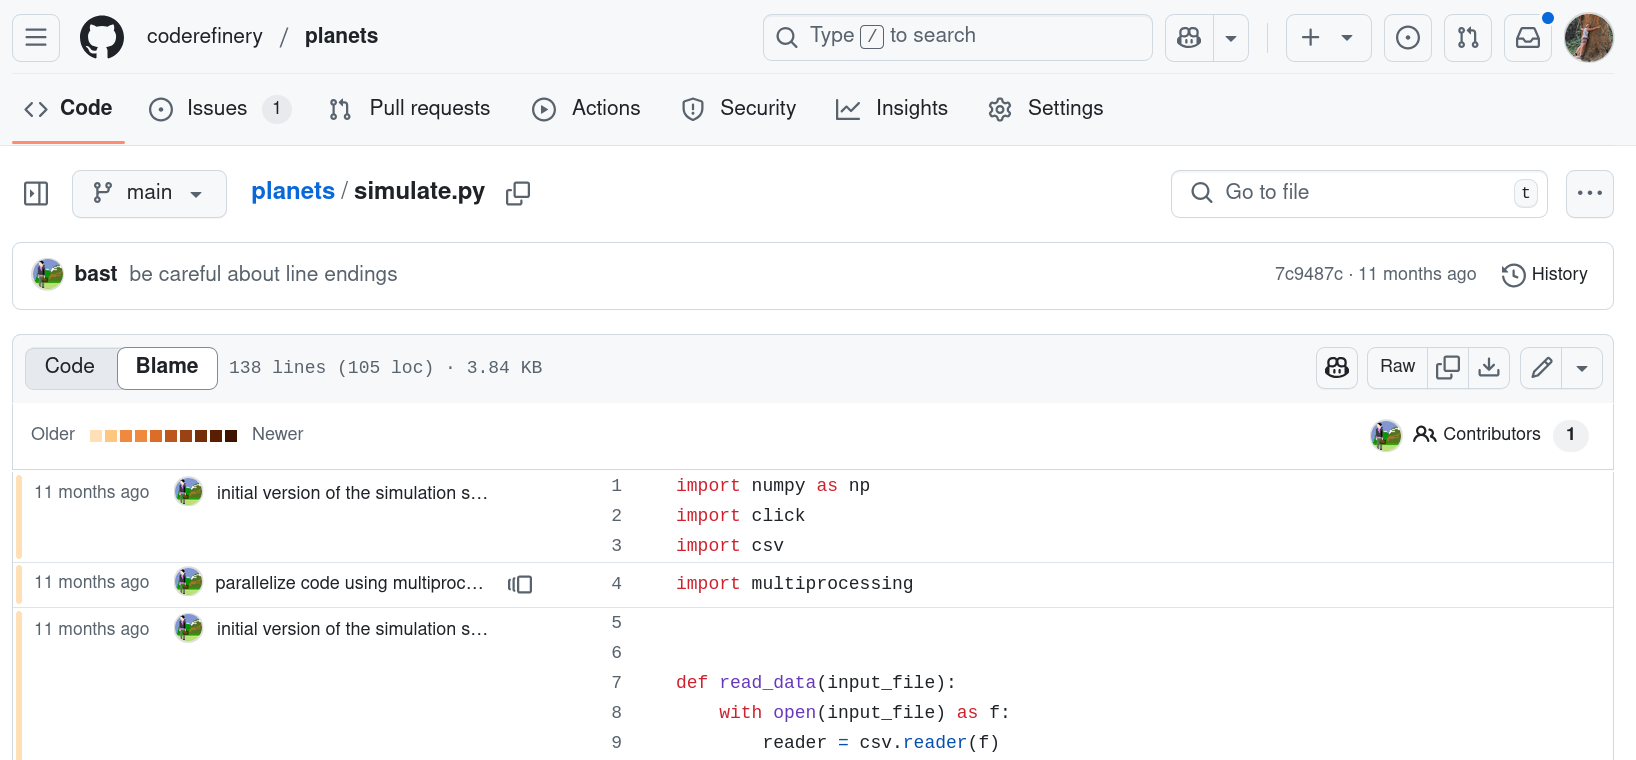 coderefinery / planets
Type / to search
Code
Issues 1
Pull requests
Actions
Security
Insights
Settings
main
planets / simulate.py
Go to file t
bast be careful about line endings
7c9487c · 11 months ago
History
Code
Blame
138 lines (105 loc) · 3.84 KB
Raw
Older
Newer
Contributors 1
11 months ago initial version of the simulation s…
1 import numpy as np
2 import click
3 import csv
11 months ago parallelize code using multiproc…
4 import multiprocessing
11 months ago initial version of the simulation s…
5
6
7 def read_data(input_file):
8     with open(input_file) as f:
9         reader = csv.reader(f)